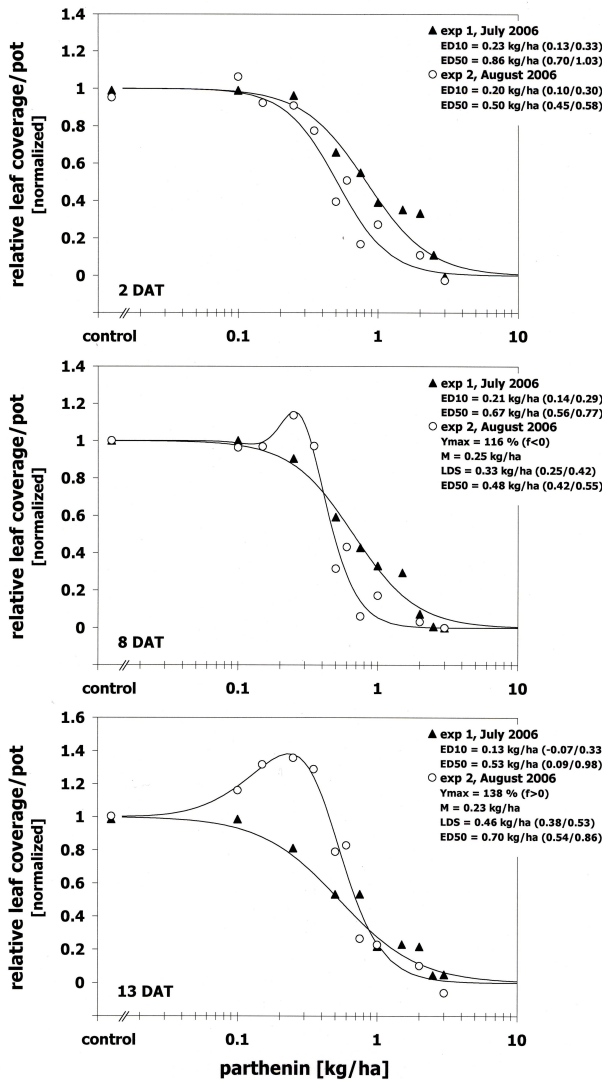 1.4
1.2
1
0.8
0.6
0.4
0.2
0
relative leaf coverage/pot
[normalized]
▲ exp 1, July 2006
ED10 = 0.23 kg/ha (0.13/0.33)
ED50 = 0.86 kg/ha (0.70/1.03)
○ exp 2, August 2006
ED10 = 0.20 kg/ha (0.10/0.30)
ED50 = 0.50 kg/ha (0.45/0.58)
2 DAT
control 0.1 1 10
1.4
1.2
1
0.8
0.6
0.4
0.2
0
relative leaf coverage/pot
[normalized]
▲ exp 1, July 2006
ED10 = 0.21 kg/ha (0.14/0.29)
ED50 = 0.67 kg/ha (0.56/0.77)
○ exp 2, August 2006
Ymax = 116 % (f<0)
M = 0.25 kg/ha
LDS = 0.33 kg/ha (0.25/0.42)
ED50 = 0.48 kg/ha (0.42/0.55)
8 DAT
control 0.1 1 10
1.6
1.4
1.2
1.0
0.8
0.6
0.4
0.2
0
relative leaf coverage/pot
[normalized]
▲ exp 1, July 2006
ED10 = 0.13 kg/ha (-0.07/0.33
ED50 = 0.53 kg/ha (0.09/0.98)
○ exp 2, August 2006
Ymax = 138 % (f>0)
M = 0.23 kg/ha
LDS = 0.46 kg/ha (0.38/0.53)
ED50 = 0.70 kg/ha (0.54/0.86)
13 DAT
control 0.1 1 10
parthenin [kg/ha]